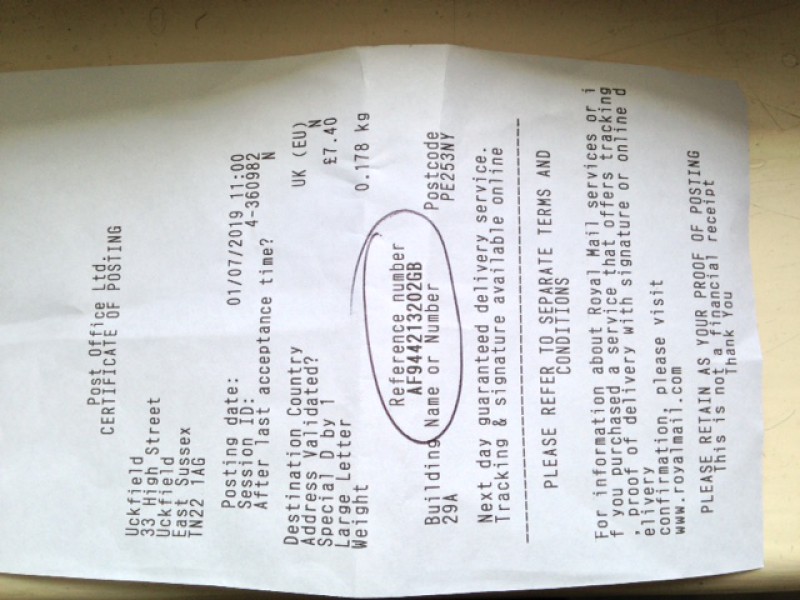 Post Office Ltd.
CERTIFICATE OF POSTING
Uckfield
33 High Street
Uckfield
East Sussex
TN22 1AG
Posting date: 01/07/2019 11:00
Session ID: 4-360982
After last acceptance time? N
Destination Country UK (EU)
Address Validated? N
Special D by 1 £7.40
Large Letter
Weight 0.178 kg
Reference number
AF944213202GB
Building Name or Number Postcode
29A PE253NY
Next day guaranteed delivery service.
Tracking & signature available online
PLEASE REFER TO SEPARATE TERMS AND
CONDITIONS
For information about Royal Mail services or i
f you purchased a service that offers tracking
, proof of delivery with signature or online d
elivery
confirmation, please visit
www.royalmail.com
PLEASE RETAIN AS YOUR PROOF OF POSTING
This is not a financial receipt
Thank You